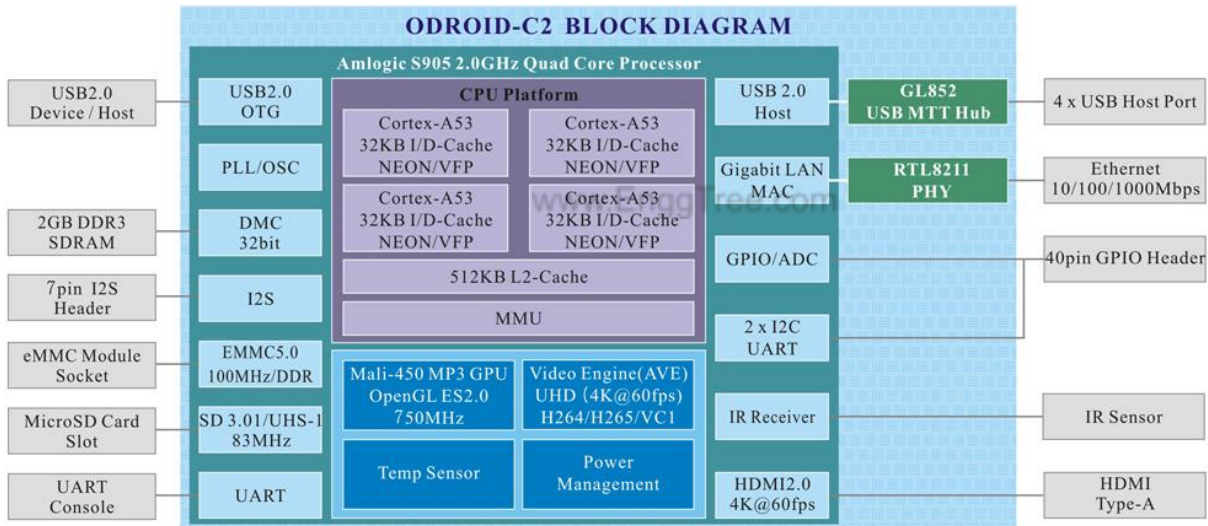 ODROID-C2 BLOCK DIAGRAM
Amlogic S905 2.0GHz Quad Core Processor
USB2.0
Device / Host
2GB DDR3
SDRAM
7pin I2S
Header
eMMC Module
Socket
MicroSD Card
Slot
UART
Console
USB2.0
OTG
PLL/OSC
DMC
32bit
I2S
EMMC5.0
100MHz/DDR
SD 3.01/UHS-1
83MHz
UART
CPU Platform
Cortex-A53
32KB I/D-Cache
NEON/VFP
Cortex-A53
32KB I/D-Cache
NEON/VFP
Cortex-A53
32KB I/D-Cache
NEON/VFP
Cortex-A53
32KB I/D-Cache
NEON/VFP
512KB L2-Cache
MMU
Mali-450 MP3 GPU
OpenGL ES2.0
750MHz
Video Engine(AVE)
UHD (4K@60fps)
H264/H265/VC1
Temp Sensor
Power
Management
USB 2.0
Host
Gigabit LAN
MAC
GPIO/ADC
2 x I2C
UART
IR Receiver
HDMI2.0
4K@60fps
GL852
USB MTT Hub
RTL8211
PHY
4 x USB Host Port
Ethernet
10/100/1000Mbps
40pin GPIO Header
IR Sensor
HDMI
Type-A
www.EnggTree.com